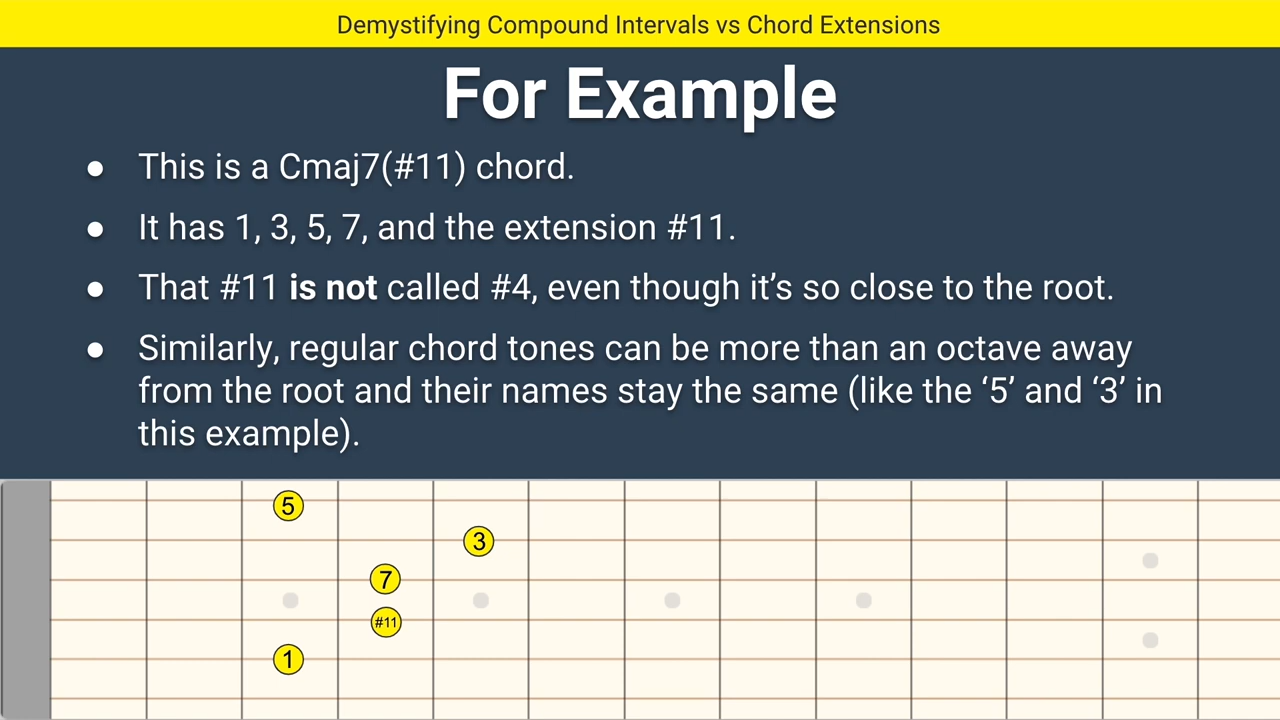 Demystifying Compound Intervals vs Chord Extensions
For Example
● This is a Cmaj7(#11) chord.
● It has 1, 3, 5, 7, and the extension #11.
● That #11 is not called #4, even though it’s so close to the root.
● Similarly, regular chord tones can be more than an octave away
from the root and their names stay the same (like the ‘5’ and ‘3’ in
this example).
5
3
7
#11
1